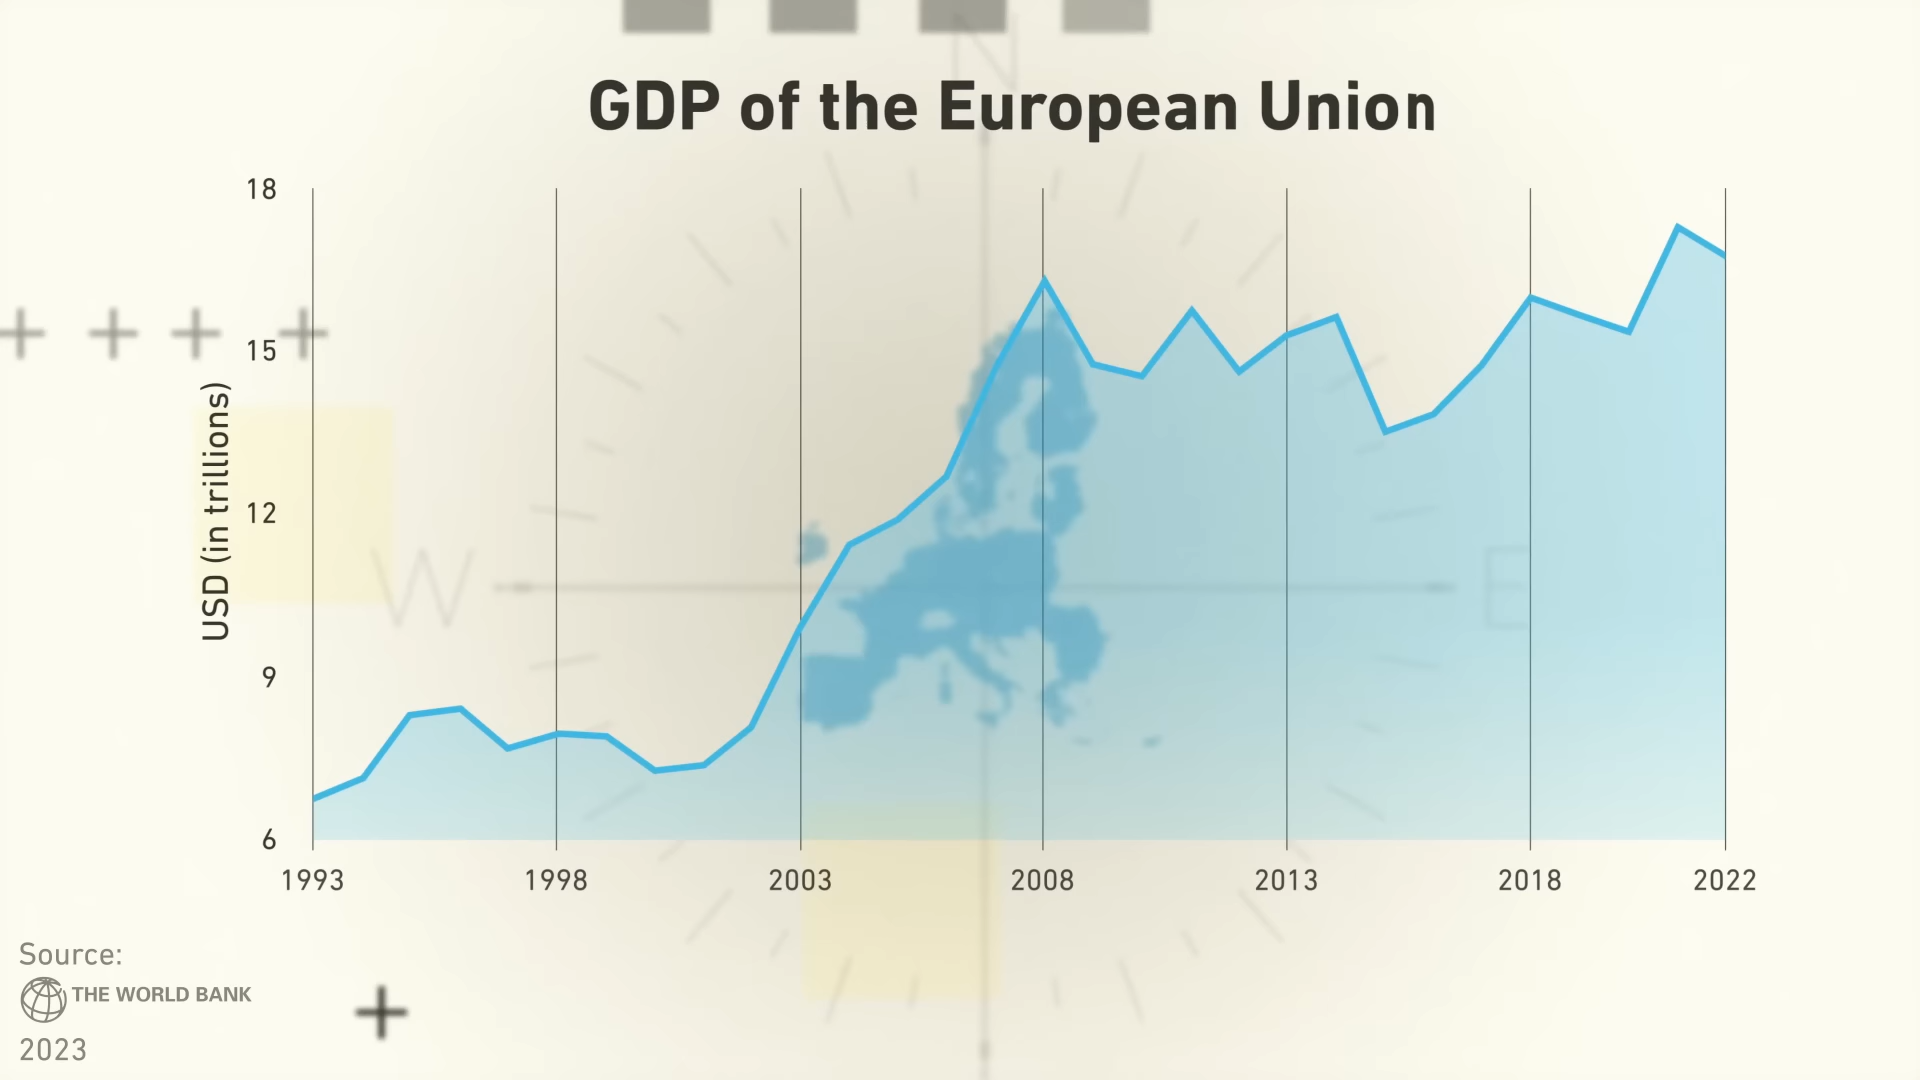 N
GDP of the European Union
18
15
12
9
6
USD (in trillions)
W
E
1993 1998 2003 2008 2013 2018 2022
Source:
THE WORLD BANK
2023